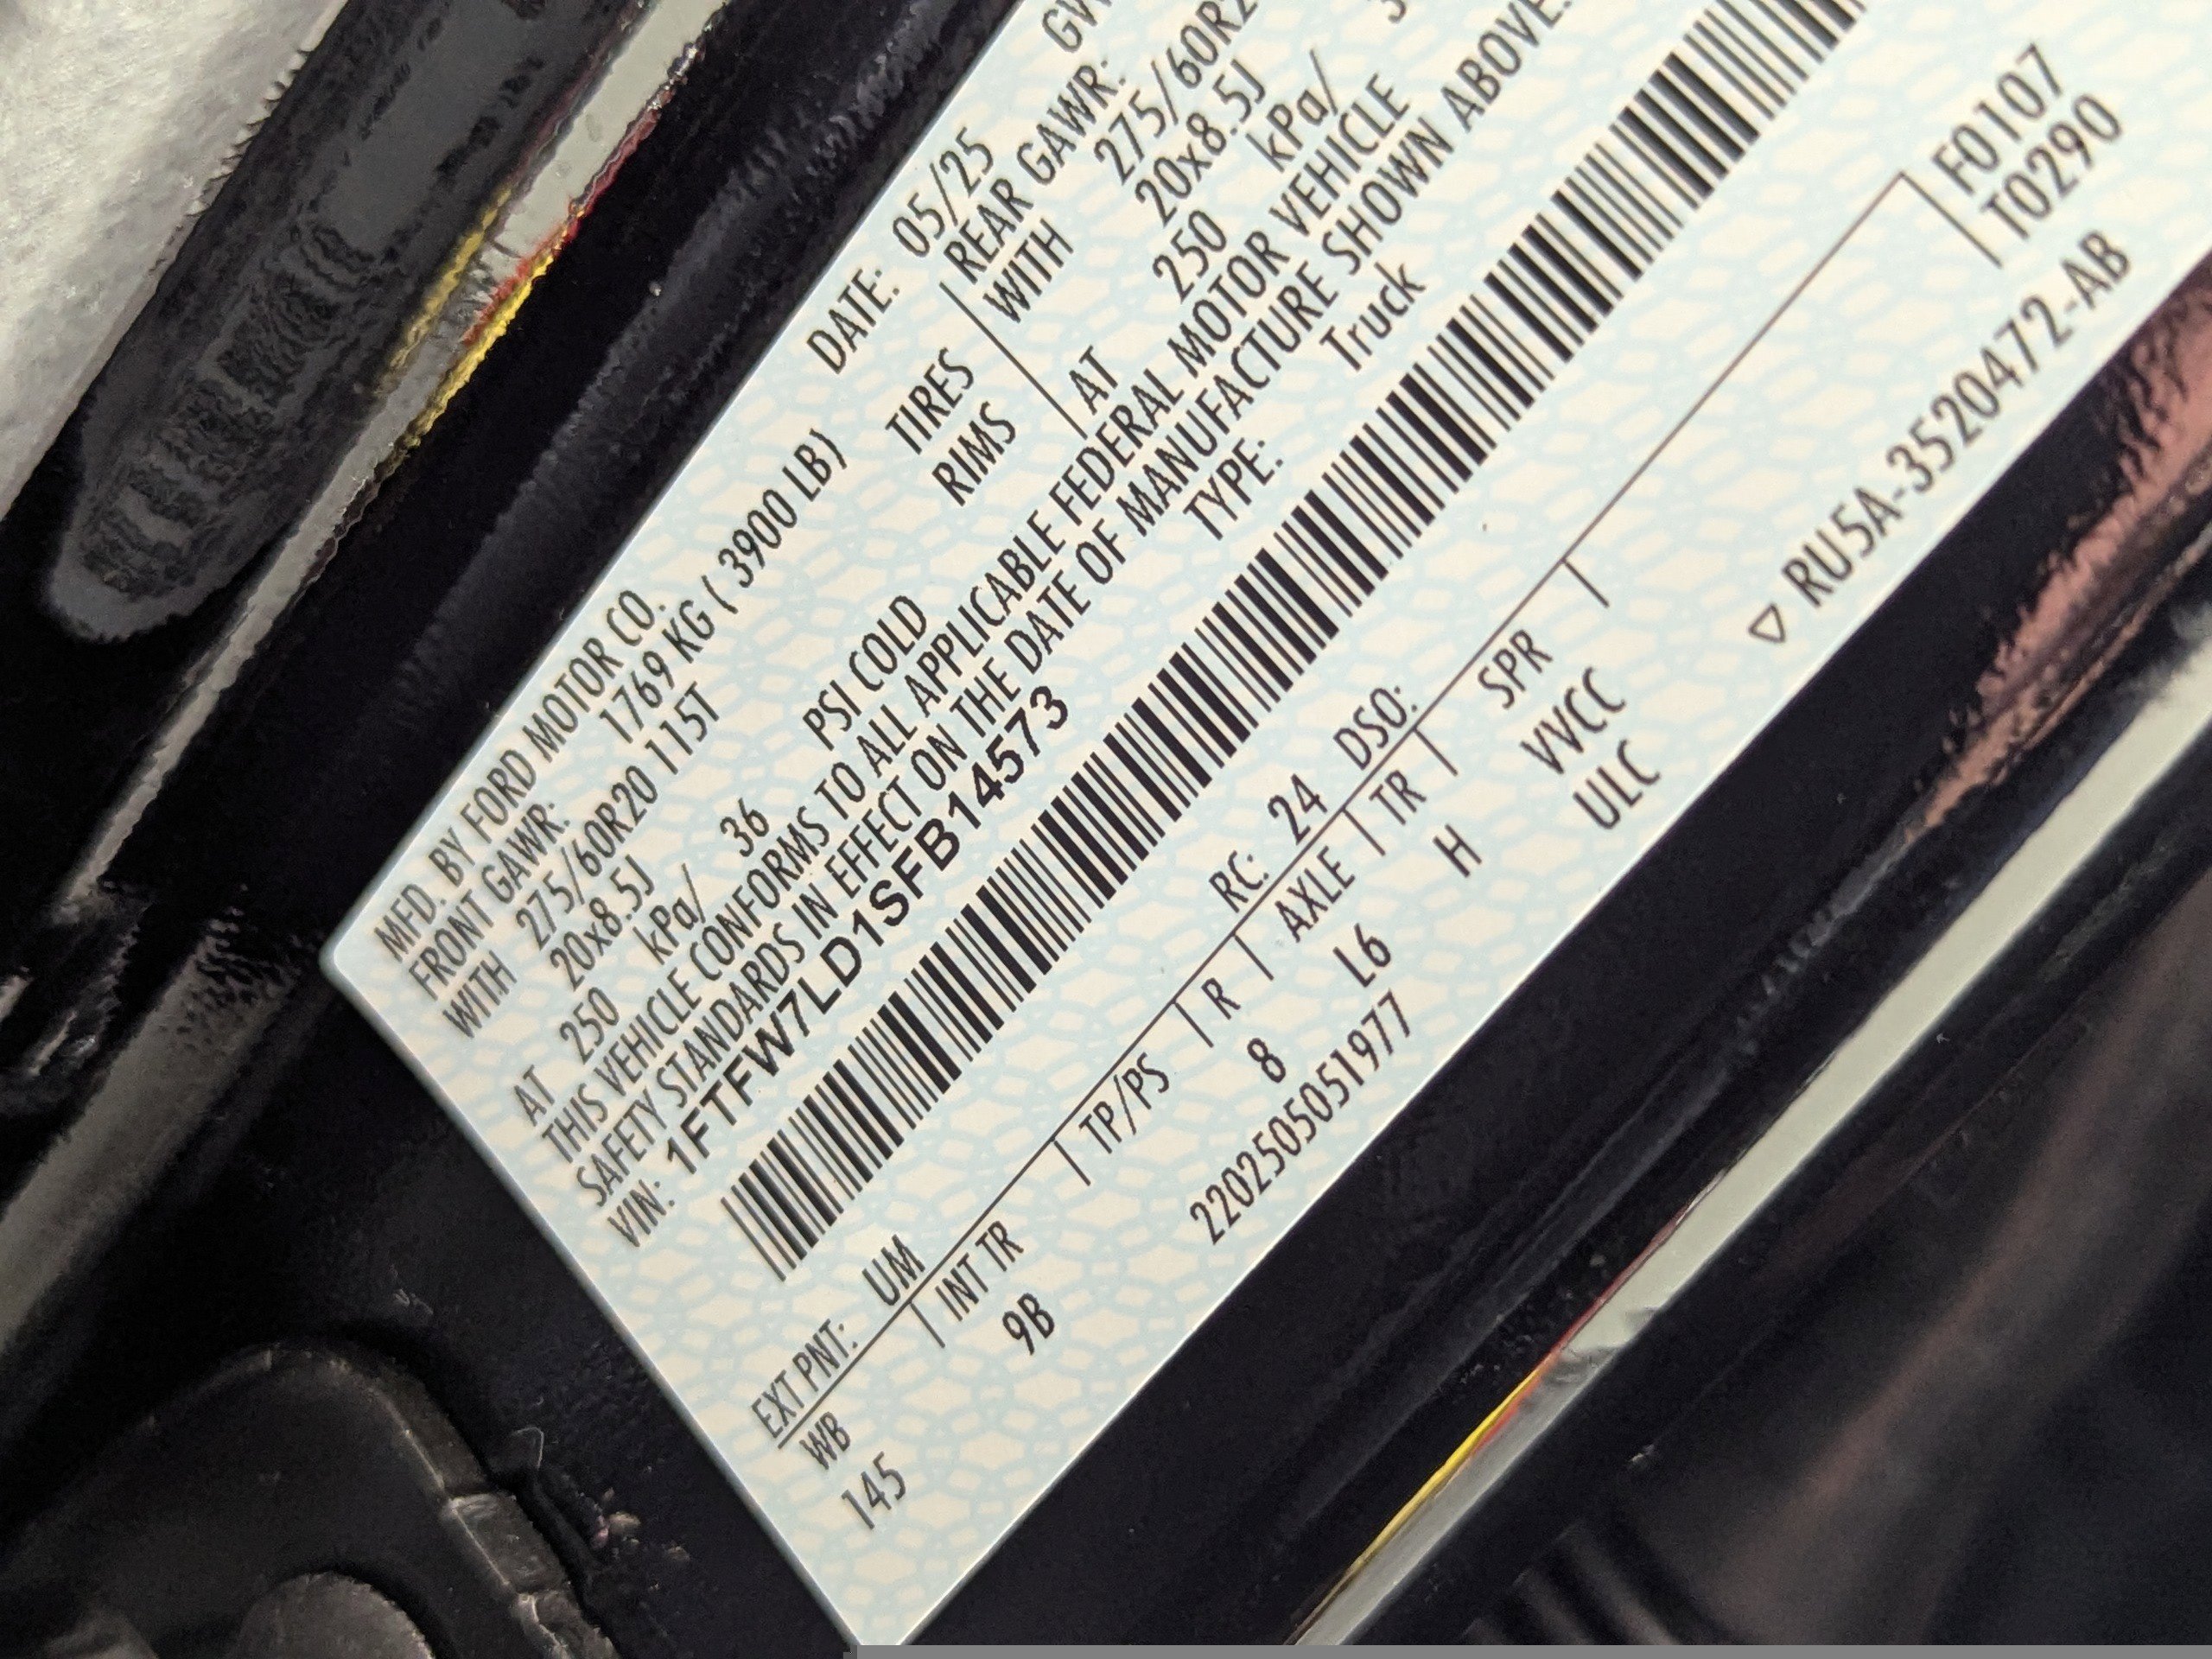 MFD. BY FORD MOTOR CO. DATE: 05/25
FRONT GAWR: 1769 KG ( 3900 LB) REAR GAWR:
WITH 275/60R20 115T TIRES WITH
20x8.5J RIMS 20x8.5J
AT 250 kPa/ 36 PSI COLD AT 250 kPa/
THIS VEHICLE CONFORMS TO ALL APPLICABLE FEDERAL MOTOR VEHICLE
SAFETY STANDARDS IN EFFECT ON THE DATE OF MANUFACTURE SHOWN ABOVE.
VIN: 1FTFW7LD1SFB14573 TYPE: Truck
EXT PNT: UM RC: 24 DSO:
WB INT TR TP/PS R AXLE TR SPR F0107
145 9B 8 L6 H VVCC T0290
220250505 1977 ULC
▽ RU5A-3520472-AB